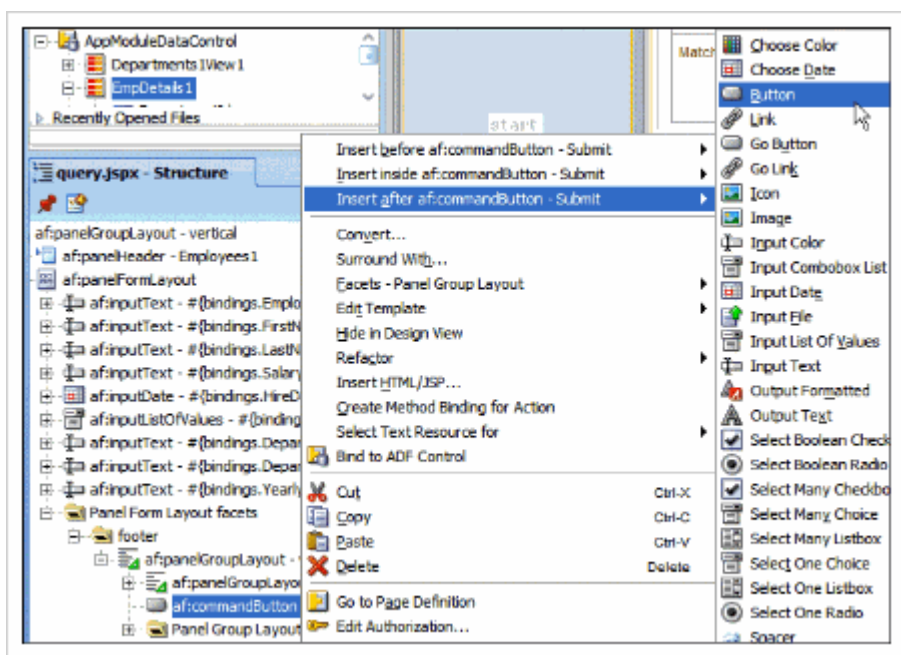 AppModuleDataControl
Departments1View1
EmpDetails1
Recently Opened Files
start
Match
query.jspx - Structure
af:panelGroupLayout - vertical
af:panelHeader - Employees1
af:panelFormLayout
af:inputText - #{bindings.Emplo
af:inputText - #{bindings.FirstN
af:inputText - #{bindings.LastN
af:inputText - #{bindings.Salary
af:inputDate - #{bindings.HireD
af:inputListOfValues - #{binding
af:inputText - #{bindings.Depar
af:inputText - #{bindings.Depar
af:inputText - #{bindings.Yearly
Panel Form Layout facets
footer
af:panelGroupLayout -
af:panelGroupLayou
af:commandButton
Panel Group Layout
Insert before af:commandButton - Submit
Insert inside af:commandButton - Submit
Insert after af:commandButton - Submit
Convert...
Surround With...
Facets - Panel Group Layout
Edit Template
Hide in Design View
Refactor
Insert HTML/JSP...
Create Method Binding for Action
Select Text Resource for
Bind to ADF Control
Cut Ctrl-X
Copy Ctrl-C
Paste Ctrl-V
Delete Delete
Go to Page Definition
Edit Authorization...
Choose Color
Choose Date
Button
Link
Go Button
Go Link
Icon
Image
Input Color
Input Combobox List
Input Date
Input File
Input List Of Values
Input Text
Output Formatted
Output Text
Select Boolean Check
Select Boolean Radio
Select Many Checkbo
Select Many Choice
Select Many Listbox
Select One Choice
Select One Listbox
Select One Radio
Spacer